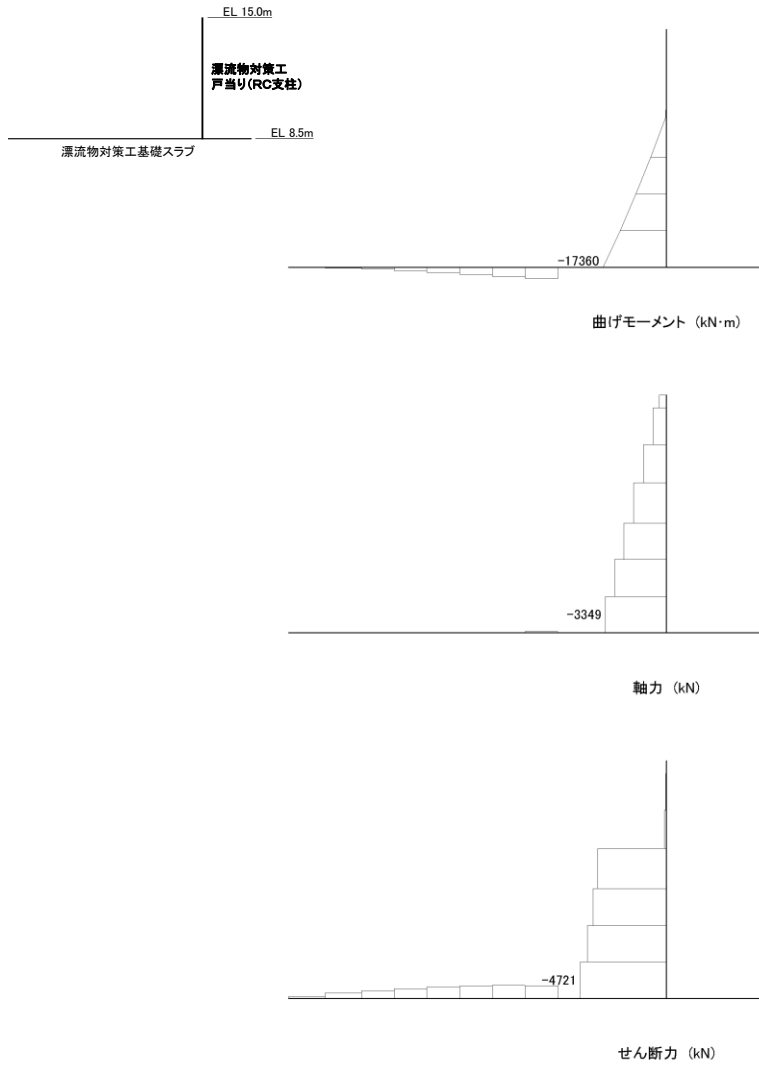 EL 15.0m
漂流物対策工
戸当り(RC支柱)
EL 8.5m
漂流物対策工基礎スラブ
-17360
曲げモーメント (kN・m)
-3349
軸力 (kN)
-4721
せん断力 (kN)